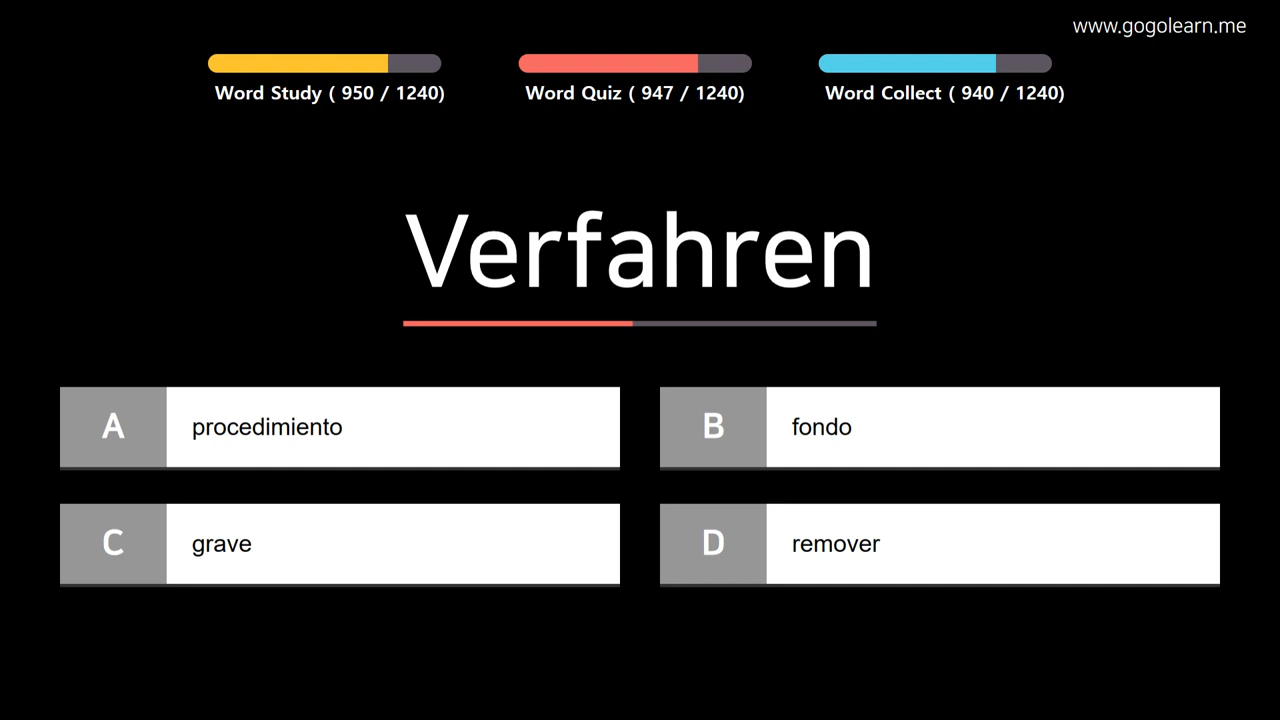 www.gogolearn.me
Word Study ( 950 / 1240)
Word Quiz ( 947 / 1240)
Word Collect ( 940 / 1240)
Verfahren
A procedimiento
B fondo
C grave
D remover